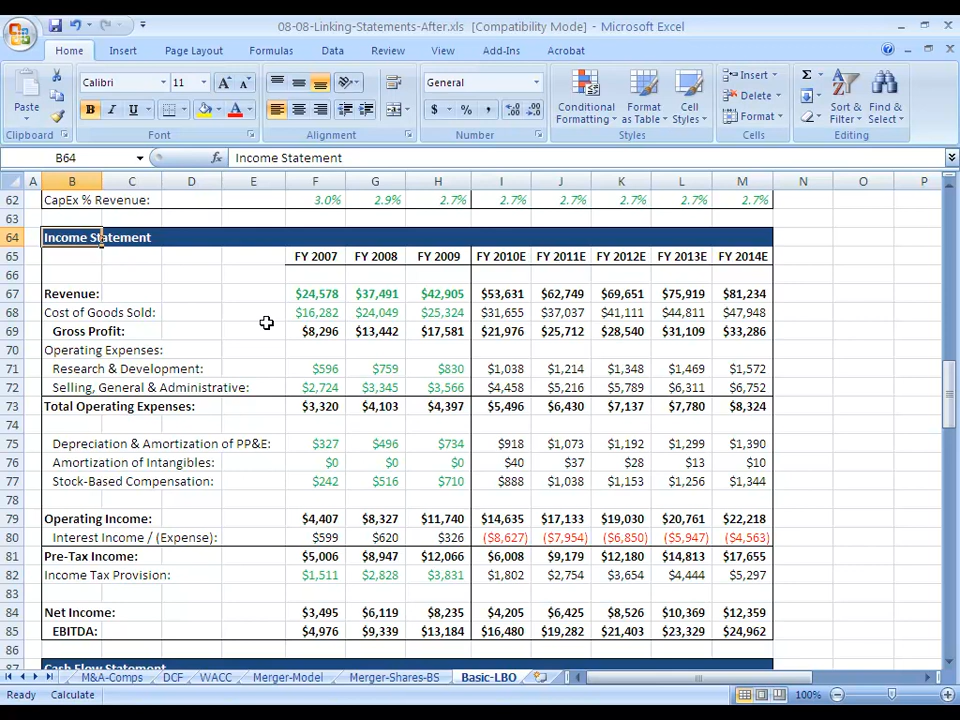 08-08-Linking-Statements-After.xls [Compatibility Mode] - Microsoft Excel
Home Insert Page Layout Formulas Data Review View Add-Ins Acrobat
Paste Calibri 11 A A General Conditional Formatting Format as Table Cell Styles Insert Delete Format Σ Sort & Filter Find & Select
B I U A $ % , .0 .00 .00 .0
Clipboard Font Alignment Number Styles Cells Editing
B64 fx Income Statement
A B C D E F G H I J K L M N O P
62 CapEx % Revenue: 3.0% 2.9% 2.7% 2.7% 2.7% 2.7% 2.7% 2.7%
63
64 Income Statement
65 FY 2007 FY 2008 FY 2009 FY 2010E FY 2011E FY 2012E FY 2013E FY 2014E
66
67 Revenue: $24,578 $37,491 $42,905 $53,631 $62,749 $69,651 $75,919 $81,234
68 Cost of Goods Sold: $16,282 $24,049 $25,324 $31,655 $37,037 $41,111 $44,811 $47,948
69 Gross Profit: $8,296 $13,442 $17,581 $21,976 $25,712 $28,540 $31,109 $33,286
70 Operating Expenses:
71 Research & Development: $596 $759 $830 $1,038 $1,214 $1,348 $1,469 $1,572
72 Selling, General & Administrative: $2,724 $3,345 $3,566 $4,458 $5,216 $5,789 $6,311 $6,752
73 Total Operating Expenses: $3,320 $4,103 $4,397 $5,496 $6,430 $7,137 $7,780 $8,324
74
75 Depreciation & Amortization of PP&E: $327 $496 $734 $918 $1,073 $1,192 $1,299 $1,390
76 Amortization of Intangibles: $0 $0 $0 $40 $37 $28 $13 $10
77 Stock-Based Compensation: $242 $516 $710 $888 $1,038 $1,153 $1,256 $1,344
78
79 Operating Income: $4,407 $8,327 $11,740 $14,635 $17,133 $19,030 $20,761 $22,218
80 Interest Income / (Expense): $599 $620 $326 ($8,627) ($7,954) ($6,850) ($5,947) ($4,563)
81 Pre-Tax Income: $5,006 $8,947 $12,066 $6,008 $9,179 $12,180 $14,813 $17,655
82 Income Tax Provision: $1,511 $2,828 $3,831 $1,802 $2,754 $3,654 $4,444 $5,297
83
84 Net Income: $3,495 $6,119 $8,235 $4,205 $6,425 $8,526 $10,369 $12,359
85 EBITDA: $4,976 $9,339 $13,184 $16,480 $19,282 $21,403 $23,329 $24,962
86
87 Cash Flow Statement
M&A-Comps DCF WACC Merger-Model Merger-Shares-BS Basic-LBO
Ready Calculate 100%